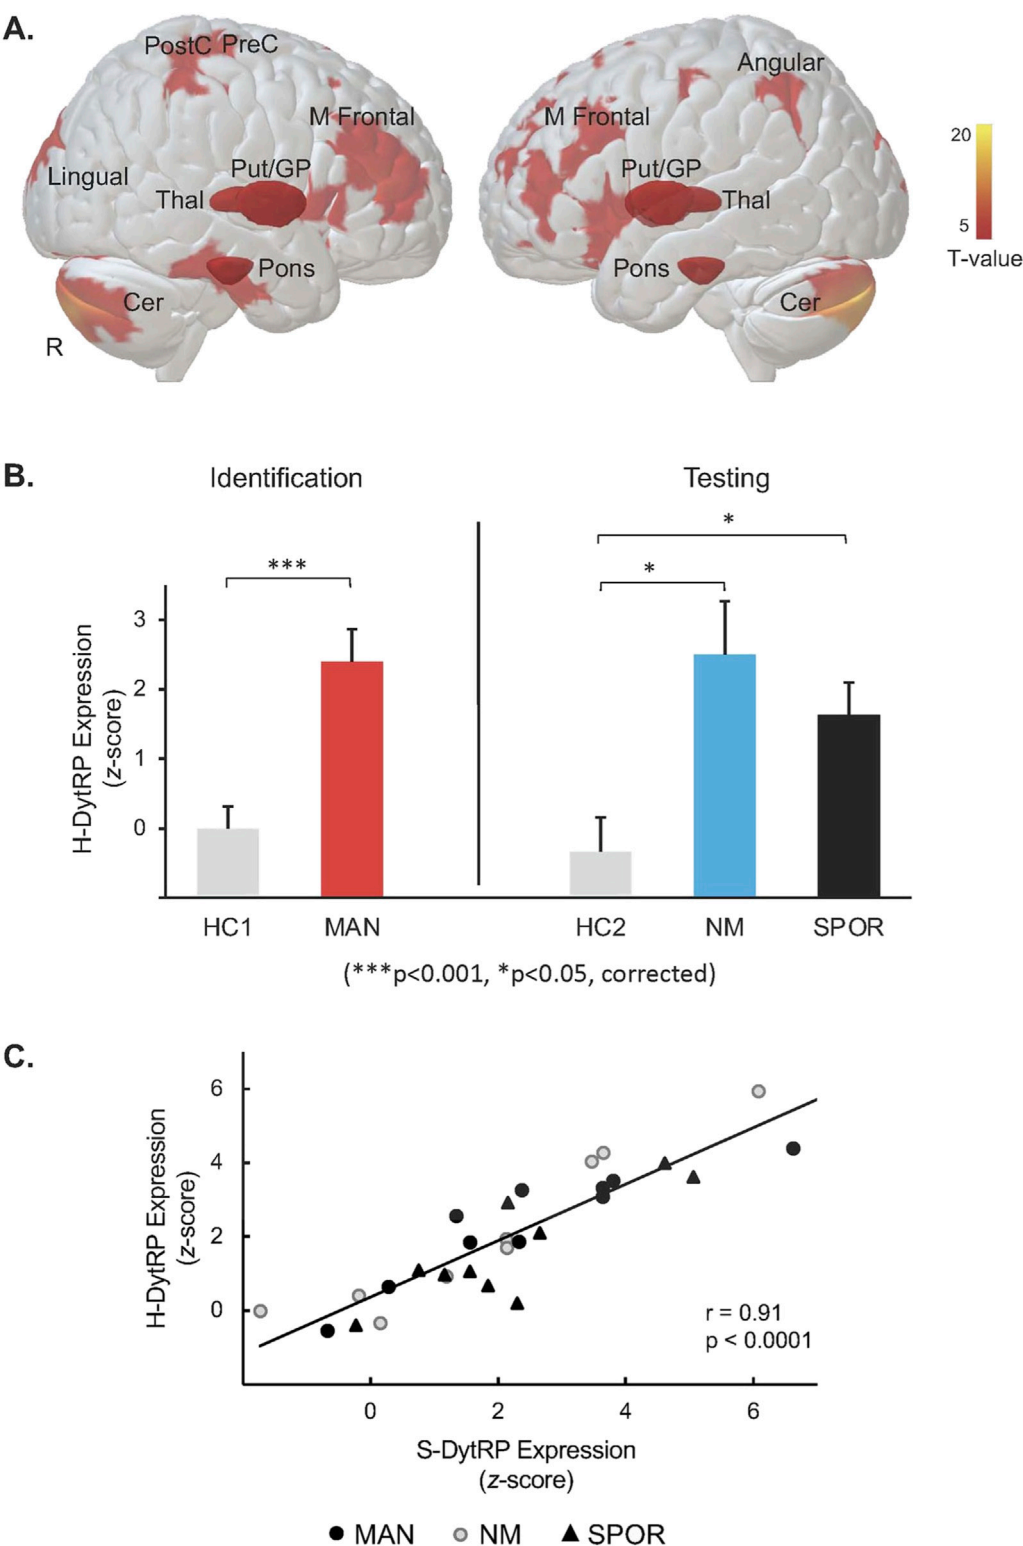 A.
PostC PreC
Angular
M Frontal
M Frontal
20
Lingual
Put/GP
Put/GP
Thal
Thal
5
T-value
Pons
Pons
Cer
Cer
R
B.
Identification
Testing
*
***
*
H-DytRP Expression
(z-score)
3
2
1
0
HC1
MAN
HC2
NM
SPOR
(***p<0.001, *p<0.05, corrected)
C.
H-DytRP Expression
(z-score)
6
4
2
0
r = 0.91
p < 0.0001
0
2
4
6
S-DytRP Expression
(z-score)
MAN
NM
SPOR